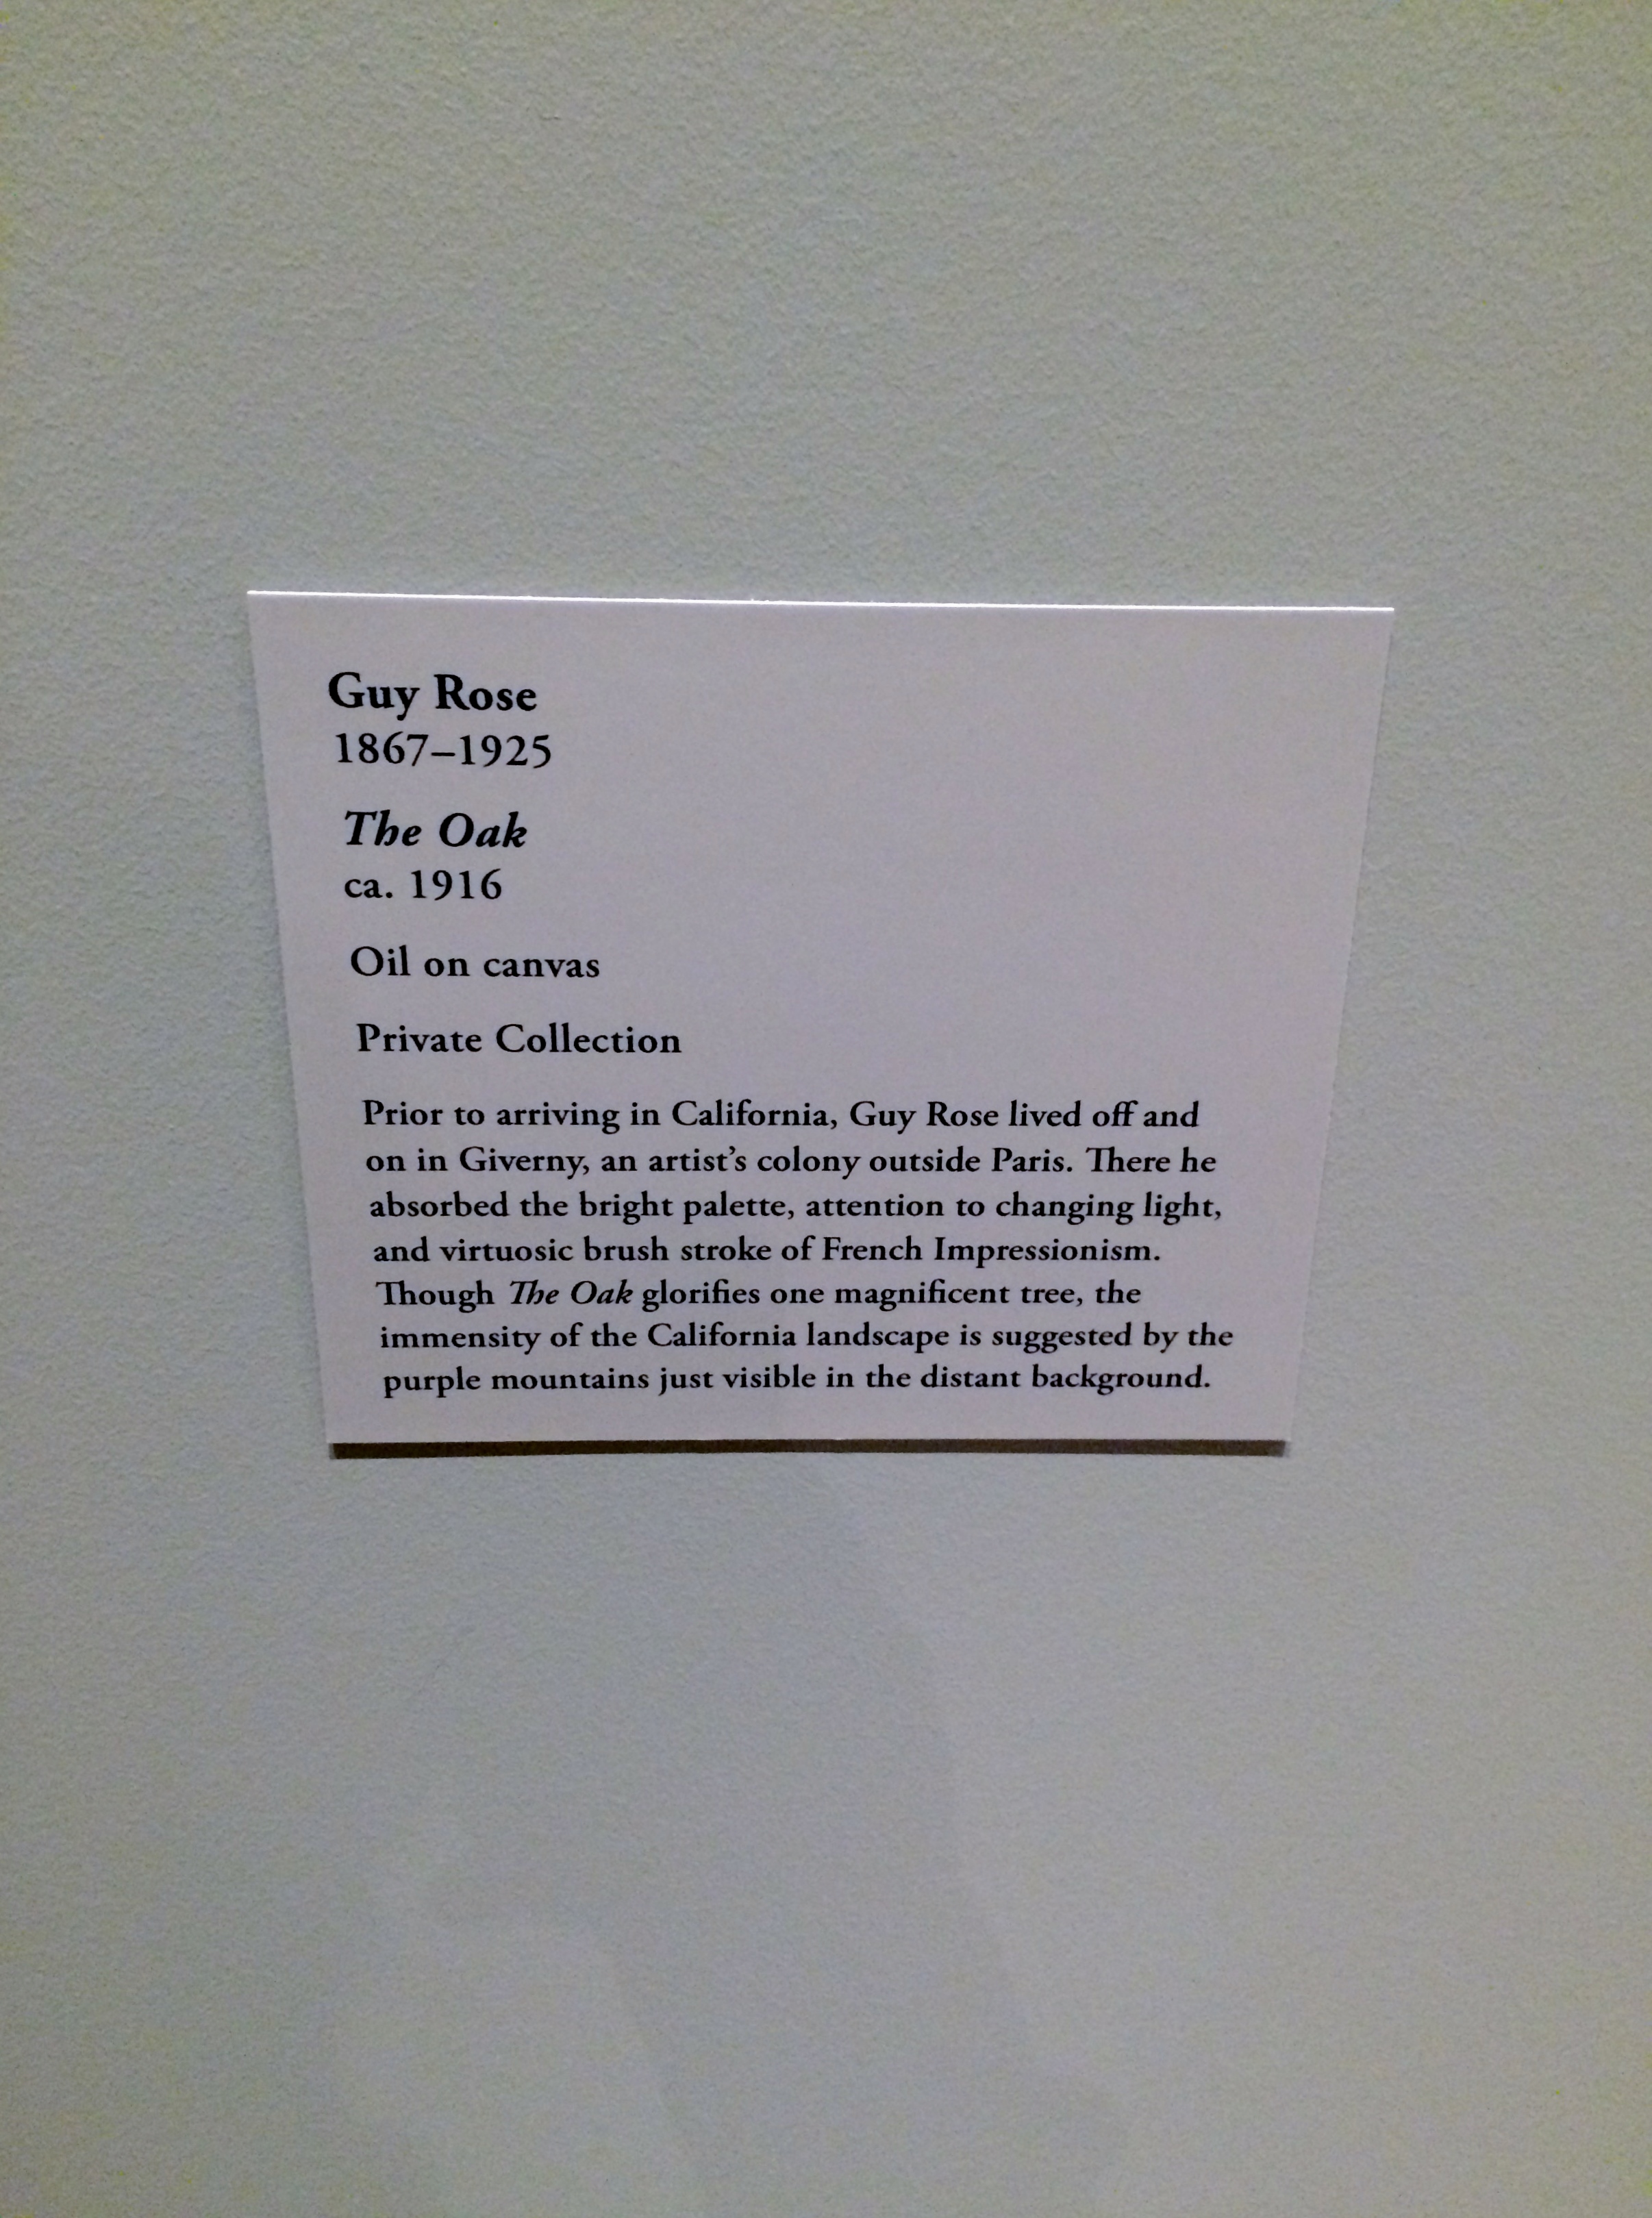 Guy Rose
1867–1925
The Oak
ca. 1916
Oil on canvas
Private Collection
Prior to arriving in California, Guy Rose lived off and
on in Giverny, an artist’s colony outside Paris. There he
absorbed the bright palette, attention to changing light,
and virtuosic brush stroke of French Impressionism.
Though The Oak glorifies one magnificent tree, the
immensity of the California landscape is suggested by the
purple mountains just visible in the distant background.